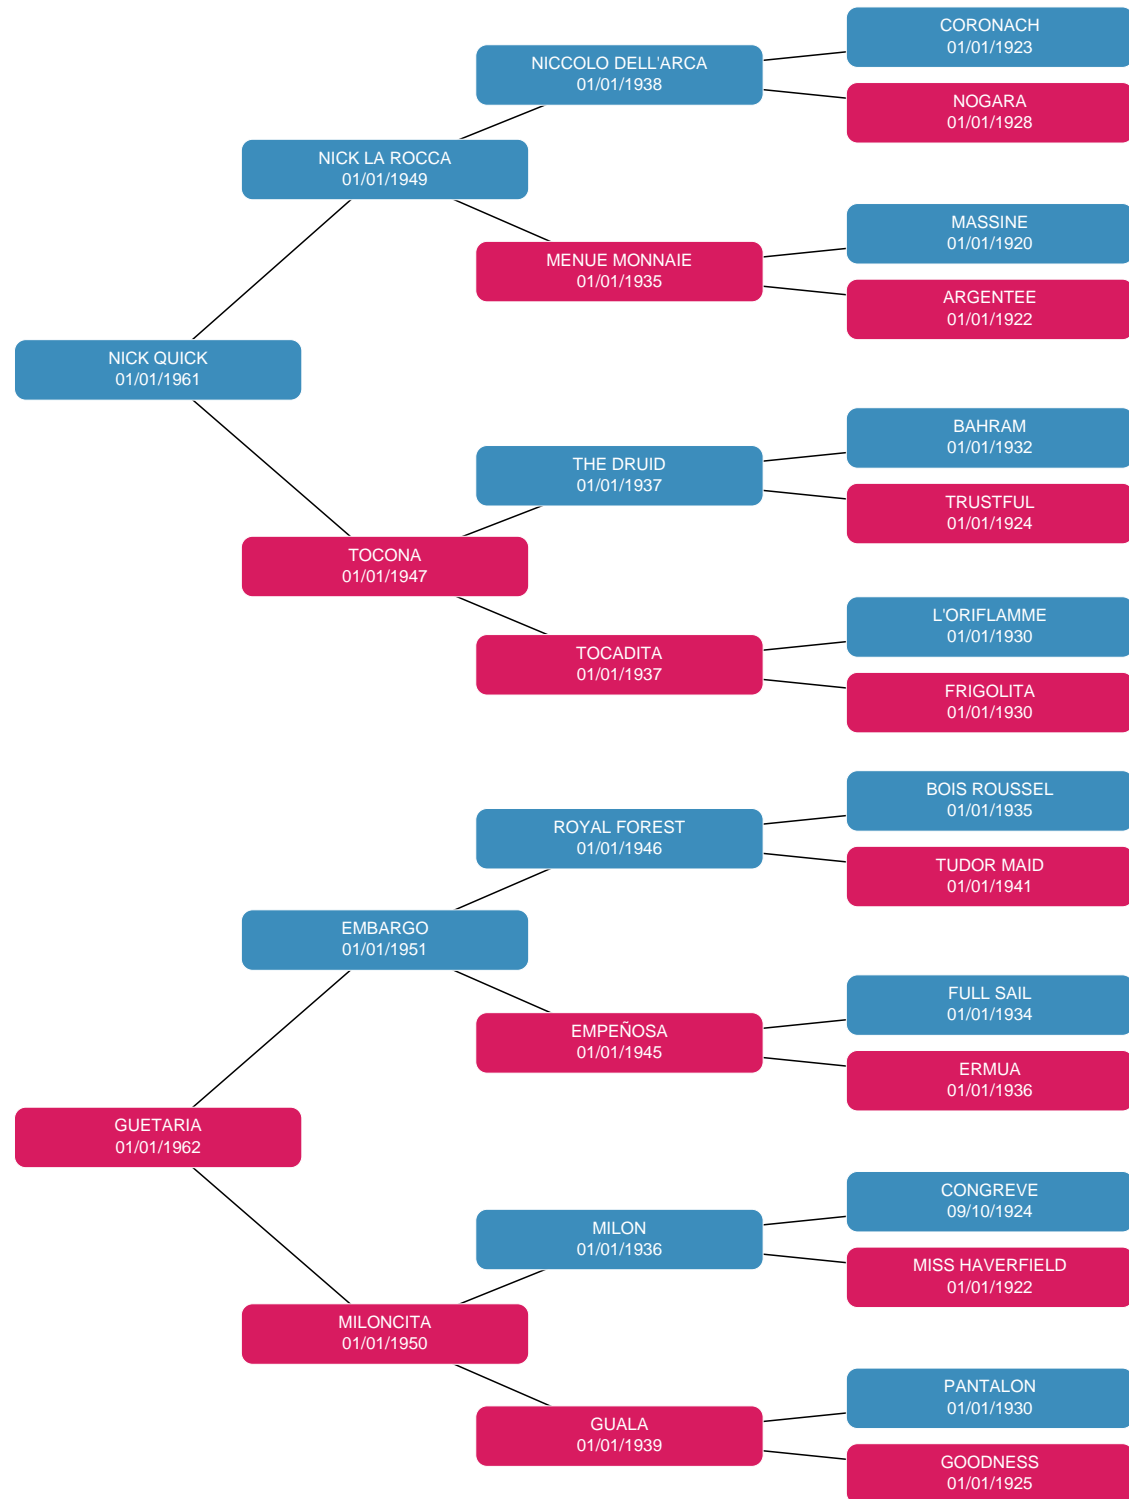 CORONACH
01/01/1923
NICCOLO DELL'ARCA
01/01/1938
NOGARA
01/01/1928
NICK LA ROCCA
01/01/1949
MASSINE
01/01/1920
MENUE MONNAIE
01/01/1935
ARGENTEE
01/01/1922
NICK QUICK
01/01/1961
BAHRAM
01/01/1932
THE DRUID
01/01/1937
TRUSTFUL
01/01/1924
TOCONA
01/01/1947
L'ORIFLAMME
01/01/1930
TOCADITA
01/01/1937
FRIGOLITA
01/01/1930
BOIS ROUSSEL
01/01/1935
ROYAL FOREST
01/01/1946
TUDOR MAID
01/01/1941
EMBARGO
01/01/1951
FULL SAIL
01/01/1934
EMPEÑOSA
01/01/1945
ERMUA
01/01/1936
GUETARIA
01/01/1962
CONGREVE
09/10/1924
MILON
01/01/1936
MISS HAVERFIELD
01/01/1922
MILONCITA
01/01/1950
PANTALON
01/01/1930
GUALA
01/01/1939
GOODNESS
01/01/1925